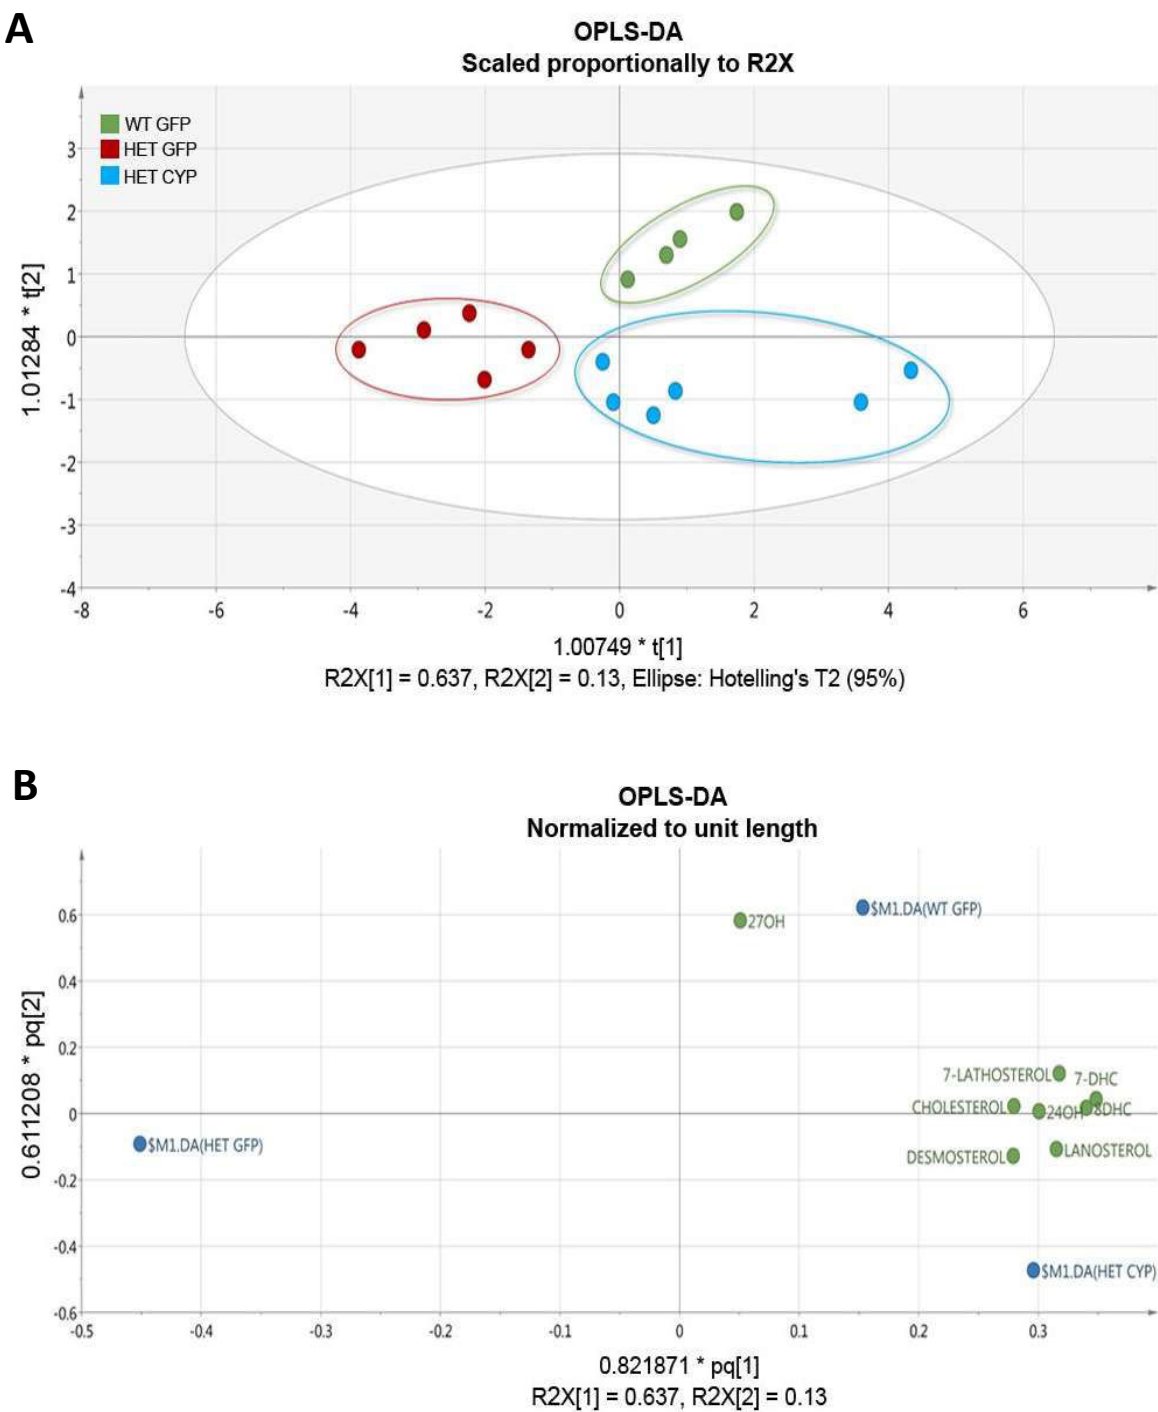 A
OPLS-DA
Scaled proportionally to R2X
WT GFP
HET GFP
HET CYP
3
2
1
0
-1
-2
-3
-4
1.01284 * t[2]
-8 -6 -4 -2 0 2 4 6
1.00749 * t[1]
R2X[1] = 0.637, R2X[2] = 0.13, Ellipse: Hotelling's T2 (95%)
B
OPLS-DA
Normalized to unit length
0.6
0.4
0.2
0
-0.2
-0.4
-0.6
0.611208 * pq[2]
27OH
$M1.DA(WT GFP)
7-LATHOSTEROL
7-DHC
CHOLESTEROL
24OH
8DHC
$M1.DA(HET GFP)
DESMOSTEROL
LANOSTEROL
$M1.DA(HET CYP)
-0.5 -0.4 -0.3 -0.2 -0.1 0 0.1 0.2 0.3
0.821871 * pq[1]
R2X[1] = 0.637, R2X[2] = 0.13